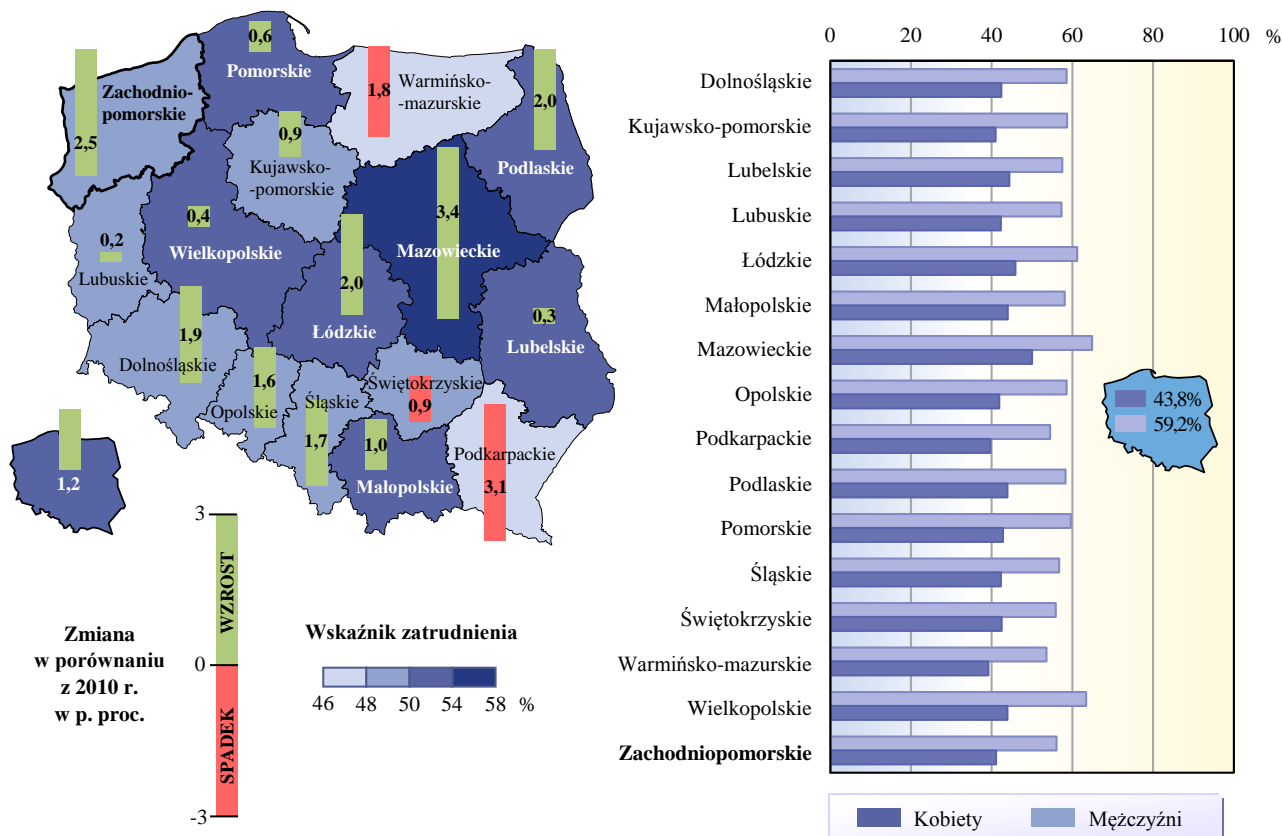 0,6
Pomorskie
Zachodnio-
pomorskie
2,5
1,8
Warmińsko-
-mazurskie
2,0
Podlaskie
0,9
Kujawsko-
-pomorskie
0,4
Wielkopolskie
3,4
Mazowieckie
0,2
Lubuskie
2,0
Łódzkie
0,3
Lubelskie
1,9
Dolnośląskie
1,6
Opolskie
Śląskie
1,7
Świętokrzyskie
0,9
1,0
Małopolskie
Podkarpackie
3,1
1,2
3
WZROST
0
SPADEK
-3
Zmiana
w porównaniu
z 2010 r.
w p. proc.
Wskaźnik zatrudnienia
46 48 50 54 58 %
0 20 40 60 80 100 %
Dolnośląskie
Kujawsko-pomorskie
Lubelskie
Lubuskie
Łódzkie
Małopolskie
Mazowieckie
Opolskie
Podkarpackie
Podlaskie
Pomorskie
Śląskie
Świętokrzyskie
Warmińsko-mazurskie
Wielkopolskie
Zachodniopomorskie
43,8%
59,2%
Kobiety Mężczyźni